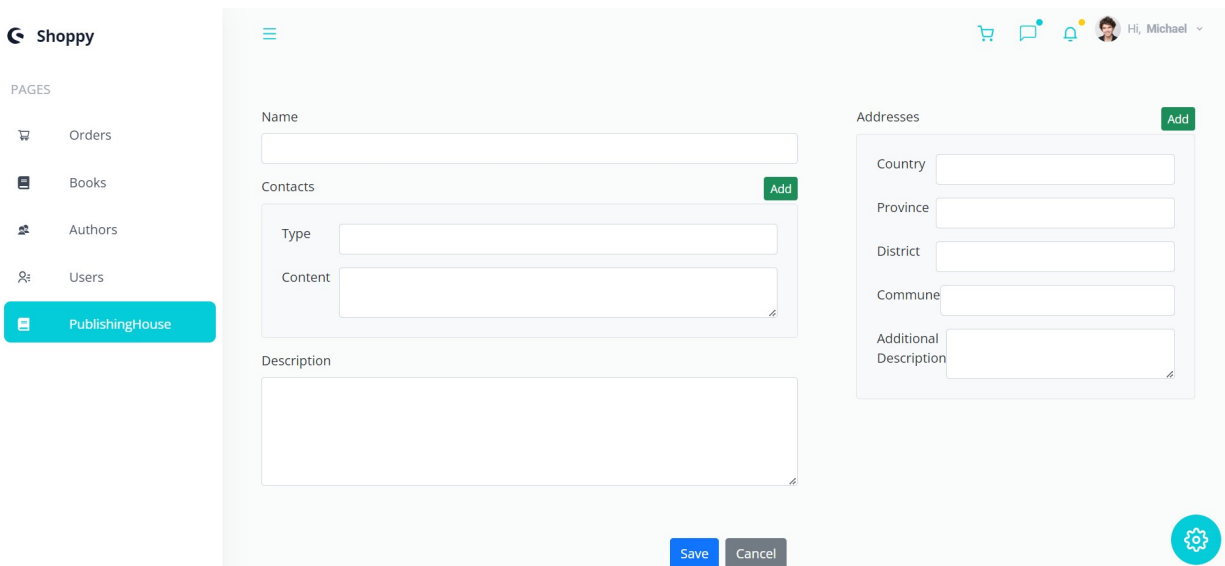 Shoppy
Hi, Michael
PAGES
Orders
Books
Authors
Users
PublishingHouse
Name
Contacts
Add
Type
Content
Description
Addresses
Add
Country
Province
District
Commune
Additional
Description
Save
Cancel